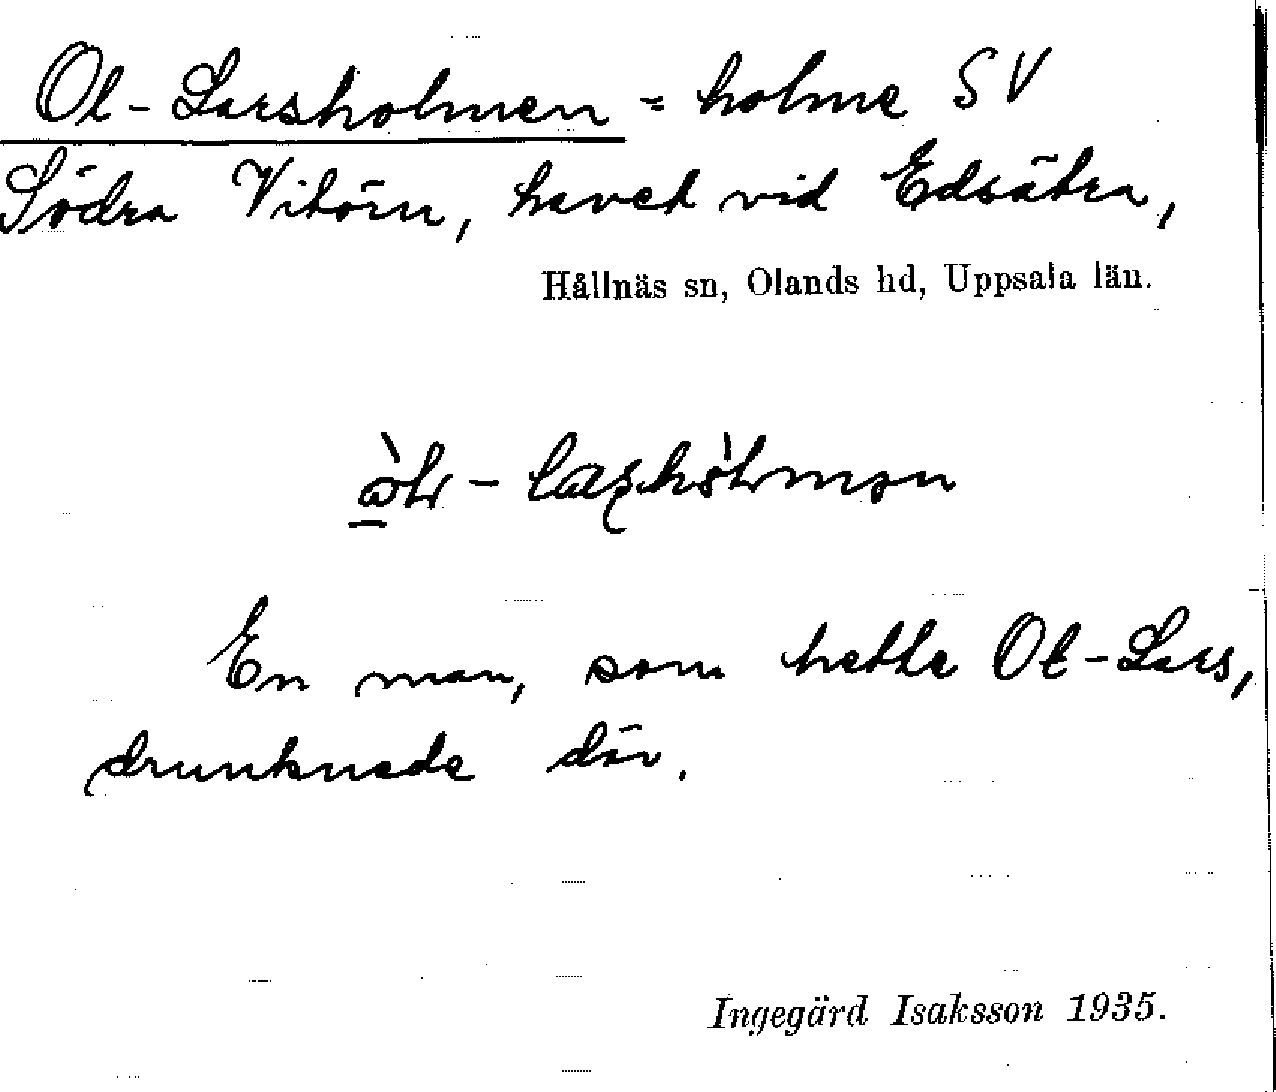 Ol-Larsholmen = holme SV
Södra Vitörn, havet vid Edsätra,
Hållnäs sn, Olands hd, Uppsala län.
En man, som hette Ol-Lars,
drunknade där.
Ingegärd Isaksson 1935.